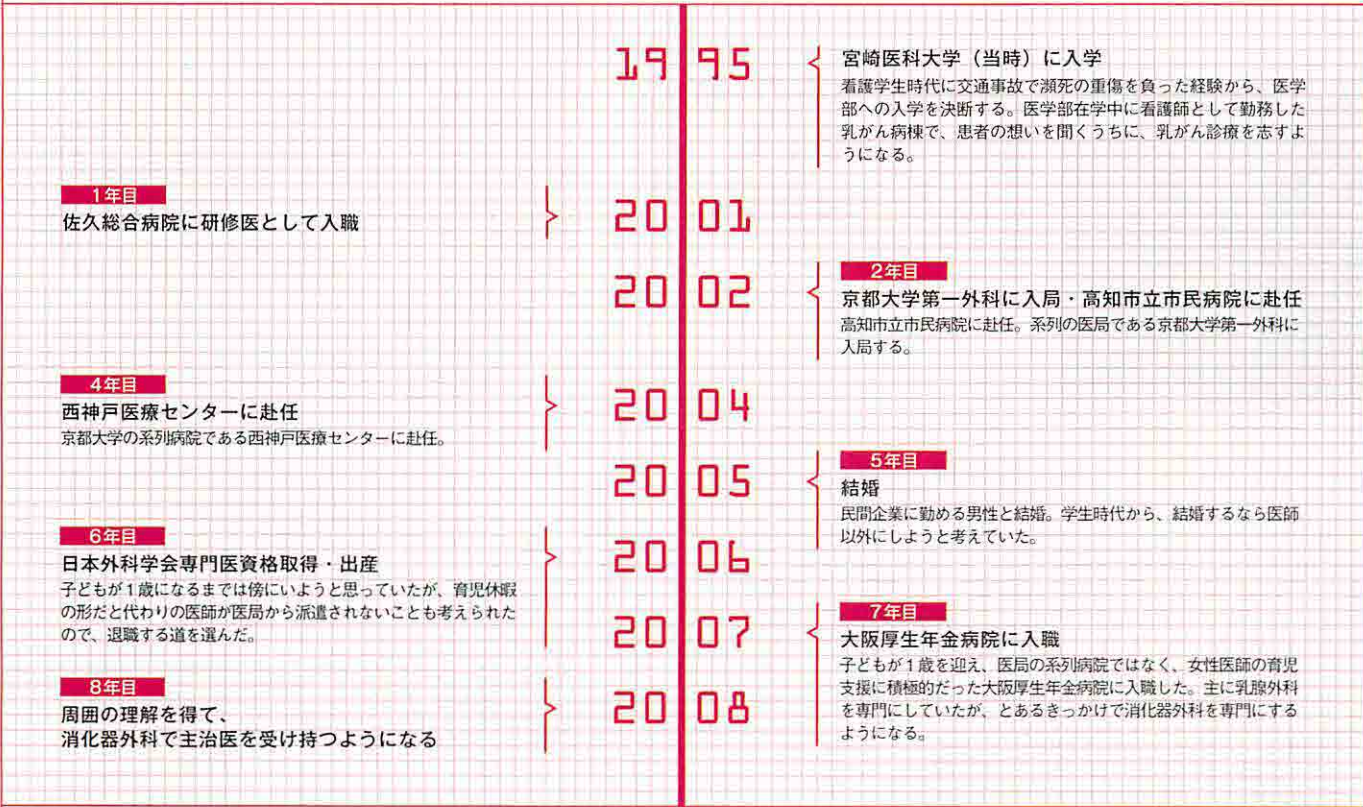 1995
宮崎医科大学（当時）に入学
看護学生時代に交通事故で瀕死の重傷を負った経験から、医学
部への入学を決断する。医学部在学中に看護師として勤務した
乳がん病棟で、患者の想いを聞くうちに、乳がん診療を志すよ
うになる。
1年目
佐久総合病院に研修医として入職
2001
2002
2年目
京都大学第一外科に入局・高知市立市民病院に赴任
高知市立市民病院に赴任。系列の医局である京都大学第一外科に
入局する。
4年目
西神戸医療センターに赴任
京都大学の系列病院である西神戸医療センターに赴任。
2004
2005
5年目
結婚
民間企業に勤める男性と結婚。学生時代から、結婚するなら医師
以外にしようと考えていた。
6年目
日本外科学会専門医資格取得・出産
子どもが1歳になるまでは傍にいようと思っていたが、育児休暇
の形だと代わりの医師が医局から派遣されないことも考えられた
ので、退職する道を選んだ。
2006
2007
7年目
大阪厚生年金病院に入職
子どもが1歳を迎え、医局の系列病院ではなく、女性医師の育児
支援に積極的だった大阪厚生年金病院に入職した。主に乳腺外科
を専門にしていたが、とあるきっかけで消化器外科を専門にする
ようになる。
8年目
周囲の理解を得て、
消化器外科で主治医を受け持つようになる
2008